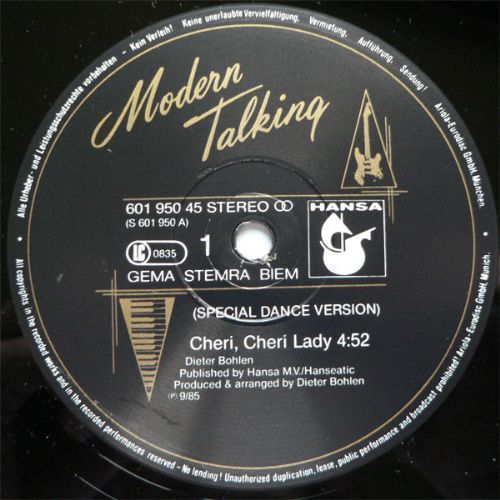 Alle Urheber- und Leistungsschutzrechte vorbehalten - Kein Verleih! Keine unerlaubte Vervielfältigung, Vermietung, Aufführung, Sendung! Ariola-Eurodisc GmbH, München.
Modern
Talking
601 950 45 STEREO
(S 601 950 A)
HANSA
LC 0835
1
GEMA STEMRA BIEM
(SPECIAL DANCE VERSION)
Cheri, Cheri Lady 4:52
Dieter Bohlen
Published by Hansa M.V./Hanseatic
Produced & arranged by Dieter Bohlen
(P) 9/85
All copyrights in the recorded works and in the recorded performances reserved - No lending! Unauthorized duplication, lease, public performance and broadcast prohibited! Ariola-Eurodisc GmbH, Munich.